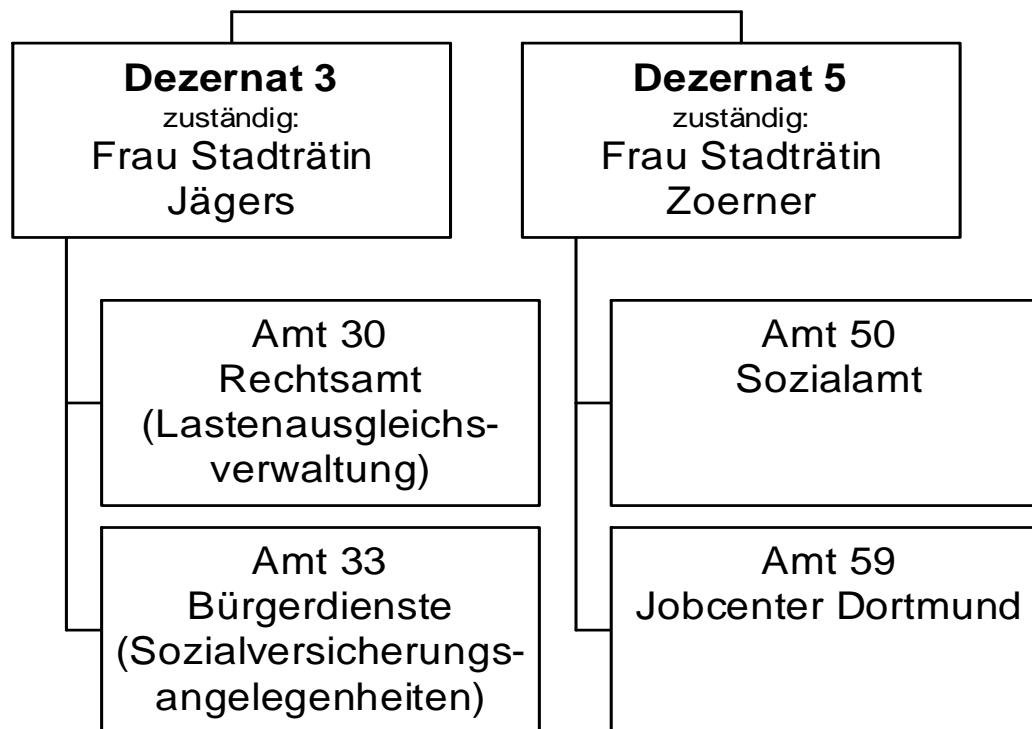 Dezernat 3
zuständig:
Frau Stadträtin
Jägers
Dezernat 5
zuständig:
Frau Stadträtin
Zoerner
Amt 30
Rechtsamt
(Lastenausgleichs-
verwaltung)
Amt 33
Bürgerdienste
(Sozialversicherungs-
angelegenheiten)
Amt 50
Sozialamt
Amt 59
Jobcenter Dortmund